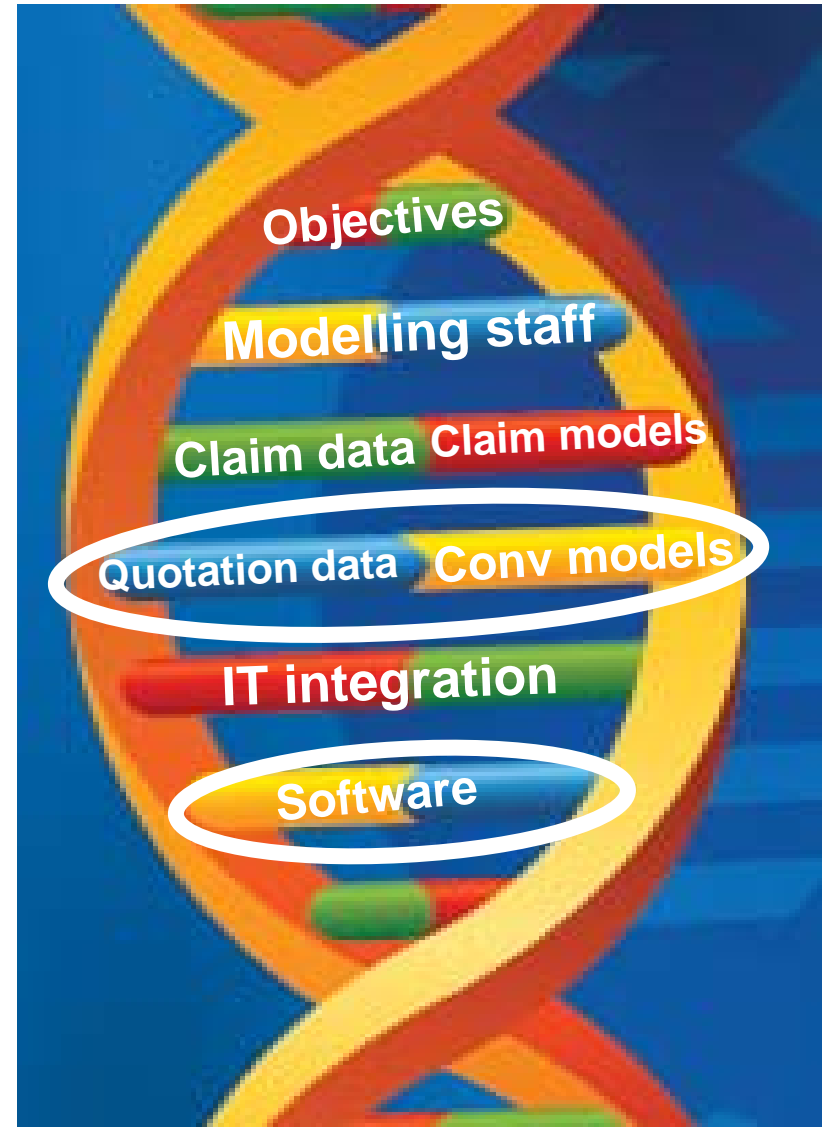 Objectives
Modelling staff
Claim data Claim models
Quotation data Conv models
IT integration
Software